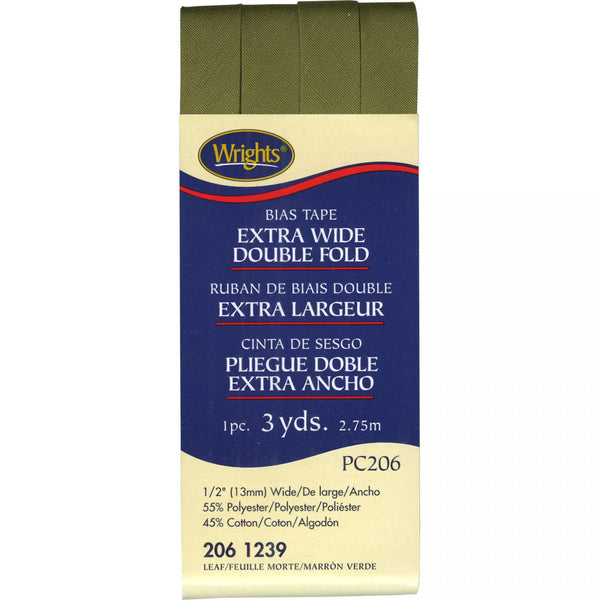 Wrights®
BIAS TAPE
EXTRA WIDE
DOUBLE FOLD
RUBAN DE BIAIS DOUBLE
EXTRA LARGEUR
CINTA DE SESGO
PLIEGUE DOBLE
EXTRA ANCHO
1pc. 3 yds. 2.75m
PC206
1/2" (13mm) Wide/De large/Ancho
55% Polyester/Polyester/Poliéster
45% Cotton/Coton/Algodón
206 1239
LEAF/FEUILLE MORTE/MARRÓN VERDE